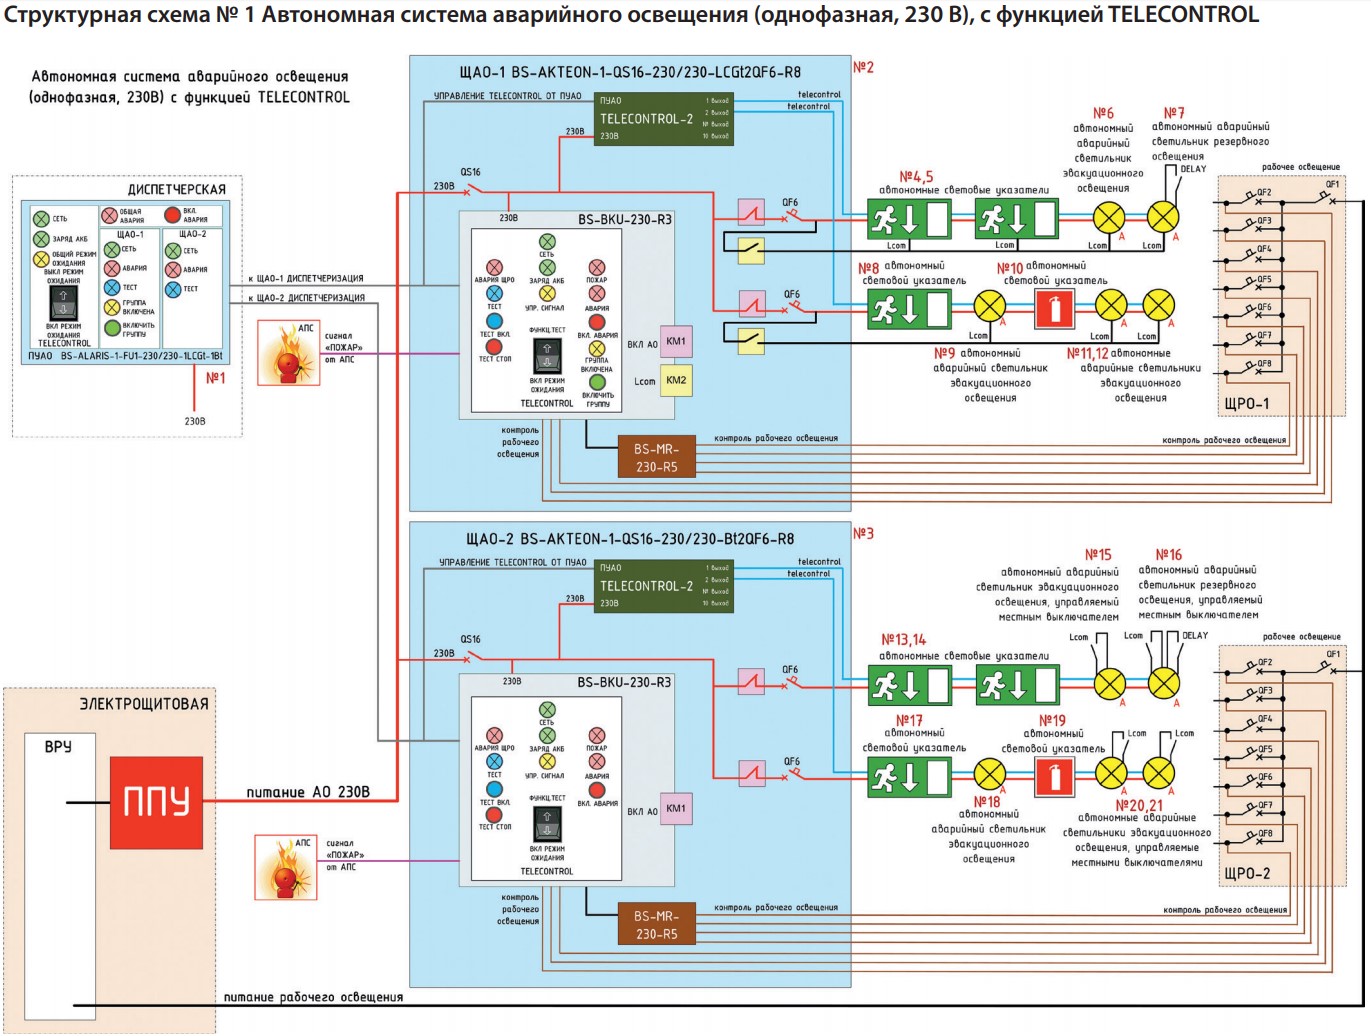 Структурная схема № 1 Автономная система аварийного освещения (однофазная, 230 В), с функцией TELECONTROL
Автономная система аварийного освещения
(однофазная, 230В) с функцией TELECONTROL
ДИСПЕТЧЕРСКАЯ
СЕТЬ
ЗАРЯД АКБ
ОБЩИЙ РЕЖИМ
ВЫКЛ РЕЖИМ
ОЖИДАНИЯ
ВКЛ РЕЖИМ
ОЖИДАНИЯ
TELECONTROL
ОБЩАЯ
АВАРИЯ
ВКЛ.
АВАРИЯ
ЩАО-1
СЕТЬ
АВАРИЯ
ТЕСТ
ГРУППА
ВКЛЮЧЕНА
ВКЛЮЧИТЬ
ГРУППУ
ЩАО-2
СЕТЬ
АВАРИЯ
ТЕСТ
ПУАО BS-ALARIS-1-FU1-230/230-1LCGt-1Bt
№1
230В
к ЩАО-1 ДИСПЕТЧЕРИЗАЦИЯ
к ЩАО-2 ДИСПЕТЧЕРИЗАЦИЯ
АПС
сигнал
«ПОЖАР»
от АПС
ЩАО-1 BS-AKTEON-1-QS16-230/230-LCGt2QF6-R8
№2
УПРАВЛЕНИЕ TELECONTROL ОТ ПУАО
ПУАО
TELECONTROL-2
230В
1 Выход
2 Выход
№ Выход
10 Выход
telecontrol
telecontrol
230В
QS16
230В
230В
BS-BKU-230-R3
СЕТЬ
АВАРИЯ ЩРО
ЗАРЯД АКБ
ПОЖАР
ТЕСТ
УПР. СИГНАЛ
АВАРИЯ
ТЕСТ ВКЛ.
ФУНКЦ.ТЕСТ
ВКЛ. АВАРИЯ
ТЕСТ СТОП
ГРУППА
ВКЛЮЧЕНА
ВКЛ РЕЖИМ
ОЖИДАНИЯ
ВКЛЮЧИТЬ
ГРУППУ
TELECONTROL
ВКЛ АО
KM1
Lcom
KM2
QF6
QF6
контроль
рабочего
освещения
BS-MR-
230-R5
контроль рабочего освещения
контроль рабочего освещения
№4,5
автономные световые указатели
Lcom
Lcom
№6
автономный
аварийный
светильник
эвакуационного
освещения
Lcom
A
№7
автономный аварийный
светильник резервного
освещения
DELAY
Lcom
A
№8
автономный
световой указатель
№10
автономный
световой указатель
Lcom
Lcom
Lcom
№9
автономный
аварийный светильник
эвакуационного
освещения
№11,12
автономные
аварийные светильники
эвакуационного
освещения
рабочее освещение
QF1
QF2
QF3
QF4
QF5
QF6
QF7
QF8
ЩРО-1
ЩАО-2 BS-AKTEON-1-QS16-230/230-Bt2QF6-R8
№3
УПРАВЛЕНИЕ TELECONTROL ОТ ПУАО
ПУАО
TELECONTROL-2
230В
1 Выход
2 Выход
№ Выход
10 Выход
telecontrol
telecontrol
230В
QS16
230В
230В
BS-BKU-230-R3
СЕТЬ
АВАРИЯ ЩРО
ЗАРЯД АКБ
ПОЖАР
ТЕСТ
УПР. СИГНАЛ
АВАРИЯ
ТЕСТ ВКЛ.
ФУНКЦ.ТЕСТ
ВКЛ. АВАРИЯ
ТЕСТ СТОП
ВКЛ РЕЖИМ
ОЖИДАНИЯ
TELECONTROL
ВКЛ АО
KM1
QF6
QF6
контроль
рабочего
освещения
BS-MR-
230-R5
контроль рабочего освещения
контроль рабочего освещения
№13,14
автономные световые указатели
№15
автономный аварийный
светильник эвакуационного
освещения, управляемый
местным выключателем
Lcom
A
№16
автономный аварийный
светильник резервного
освещения, управляемый
местным выключателем
Lcom
DELAY
A
№17
автономный
световой указатель
№19
автономный
световой указатель
Lcom
Lcom
A
A
A
№18
автономный
аварийный светильник
эвакуационного
освещения
№20,21
автономные аварийные
светильники эвакуационного
освещения, управляемые
местными выключателями
рабочее освещение
QF1
QF2
QF3
QF4
QF5
QF6
QF7
QF8
ЩРО-2
ЭЛЕКТРОЩИТОВАЯ
ВРУ
ППУ
питание АО 230В
АПС
сигнал
«ПОЖАР»
от АПС
питание рабочего освещения